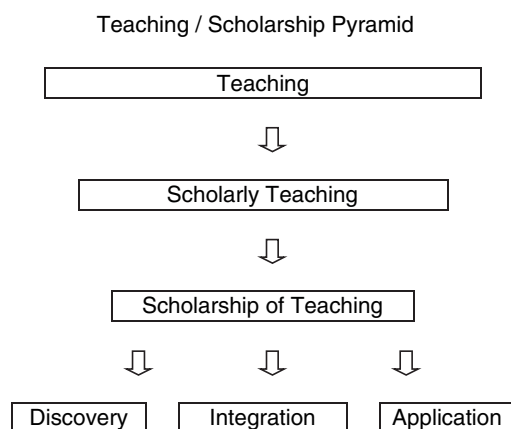 Teaching / Scholarship Pyramid
Teaching
Scholarly Teaching
Scholarship of Teaching
Discovery
Integration
Application